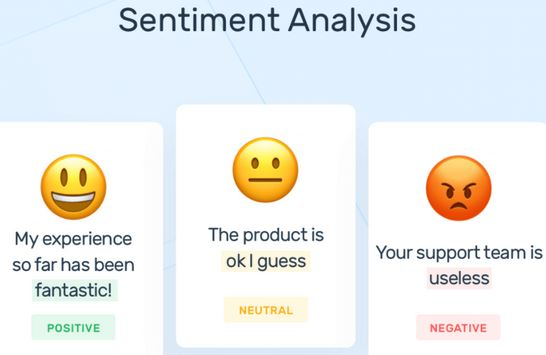 Sentiment Analysis
My experience
so far has been
fantastic!
POSITIVE
The product is
ok I guess
NEUTRAL
Your support team is
useless
NEGATIVE